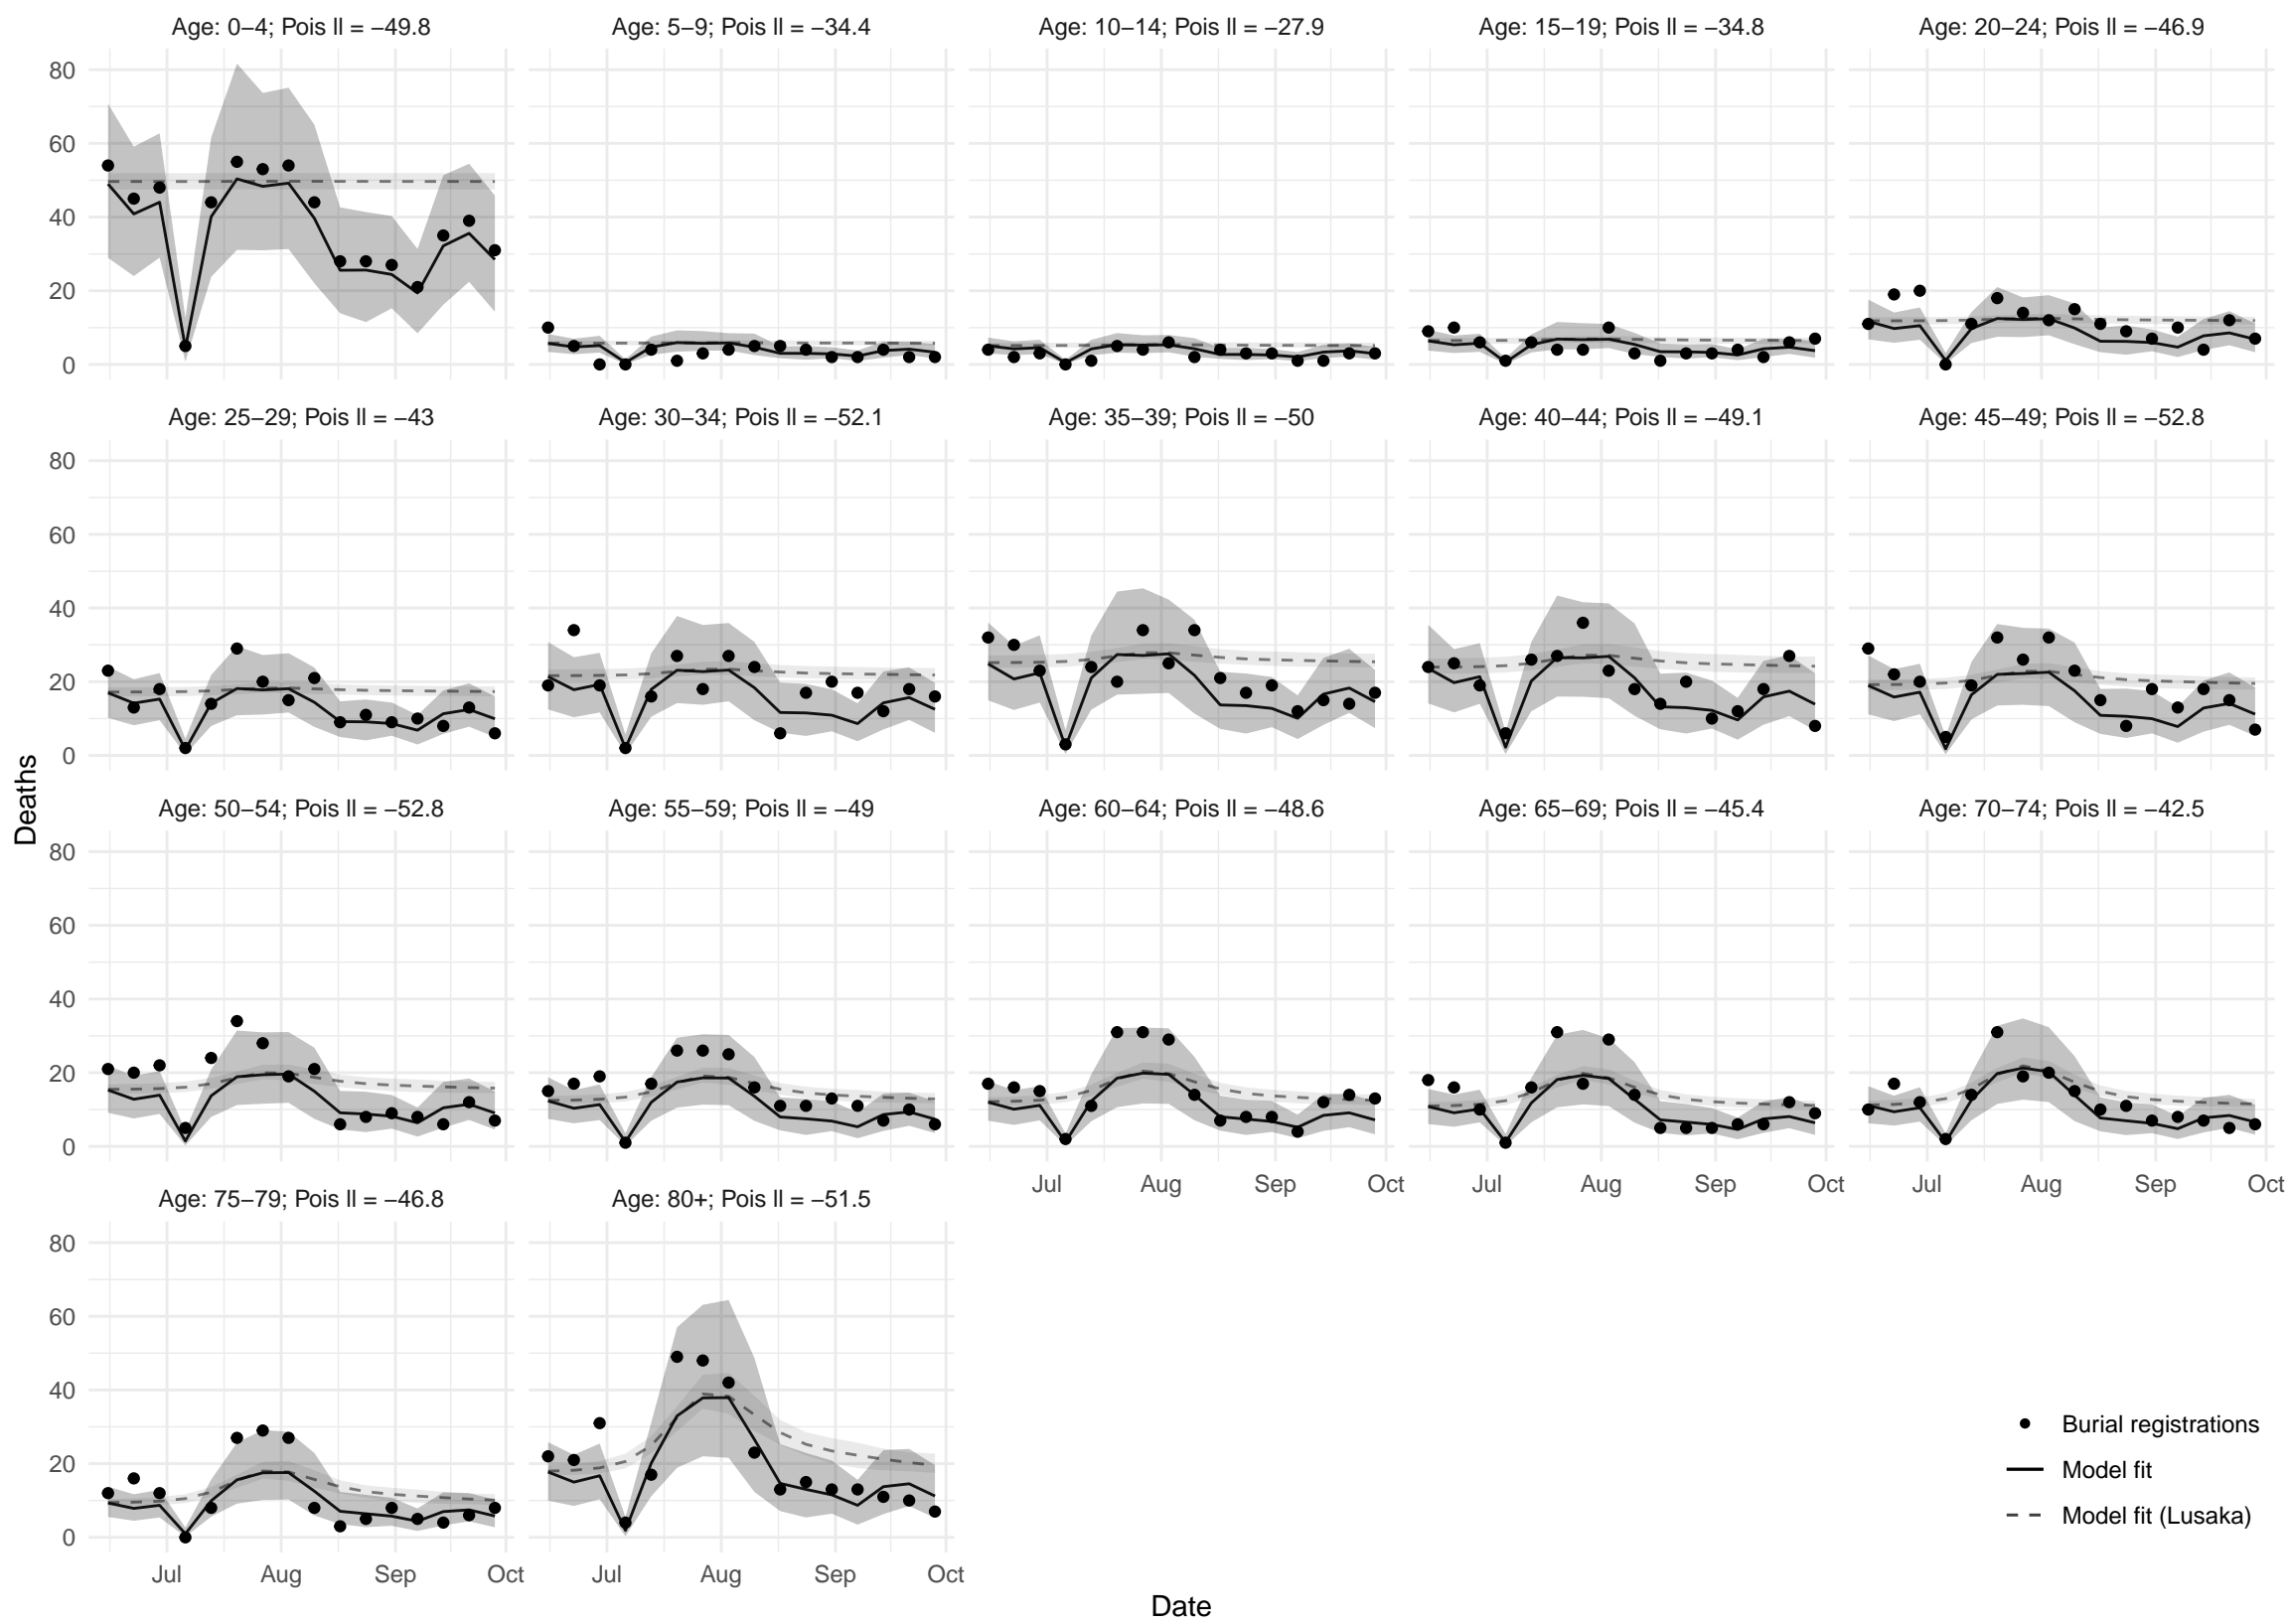 Age: 0−4; Pois ll = −49.8
Age: 5−9; Pois ll = −34.4
Age: 10−14; Pois ll = −27.9
Age: 15−19; Pois ll = −34.8
Age: 20−24; Pois ll = −46.9
80
60
40
20
0
Age: 25−29; Pois ll = −43
Age: 30−34; Pois ll = −52.1
Age: 35−39; Pois ll = −50
Age: 40−44; Pois ll = −49.1
Age: 45−49; Pois ll = −52.8
80
60
40
20
0
Deaths
Age: 50−54; Pois ll = −52.8
Age: 55−59; Pois ll = −49
Age: 60−64; Pois ll = −48.6
Age: 65−69; Pois ll = −45.4
Age: 70−74; Pois ll = −42.5
80
60
40
20
0
Jul Aug Sep Oct
Jul Aug Sep Oct
Jul Aug Sep Oct
Age: 75−79; Pois ll = −46.8
Age: 80+; Pois ll = −51.5
80
60
40
20
0
Jul Aug Sep Oct
Jul Aug Sep Oct
Burial registrations
Model fit
Model fit (Lusaka)
Date